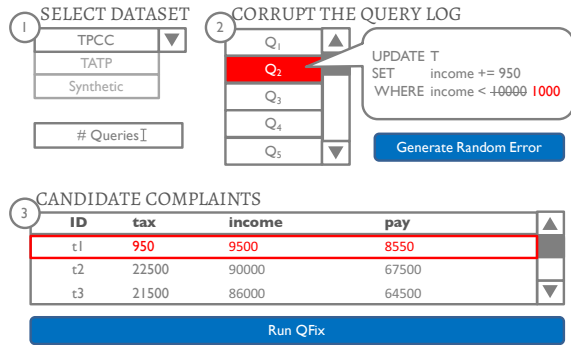 1 SELECT DATASET
TPCC
TATP
Synthetic
# Queries
2 CORRUPT THE QUERY LOG
Q1
Q2
Q3
Q4
Q5
UPDATE T
SET income += 950
WHERE income < 10000 1000
Generate Random Error
3 CANDIDATE COMPLAINTS
ID tax income pay
t1 950 9500 8550
t2 22500 90000 67500
t3 21500 86000 64500
Run QFix